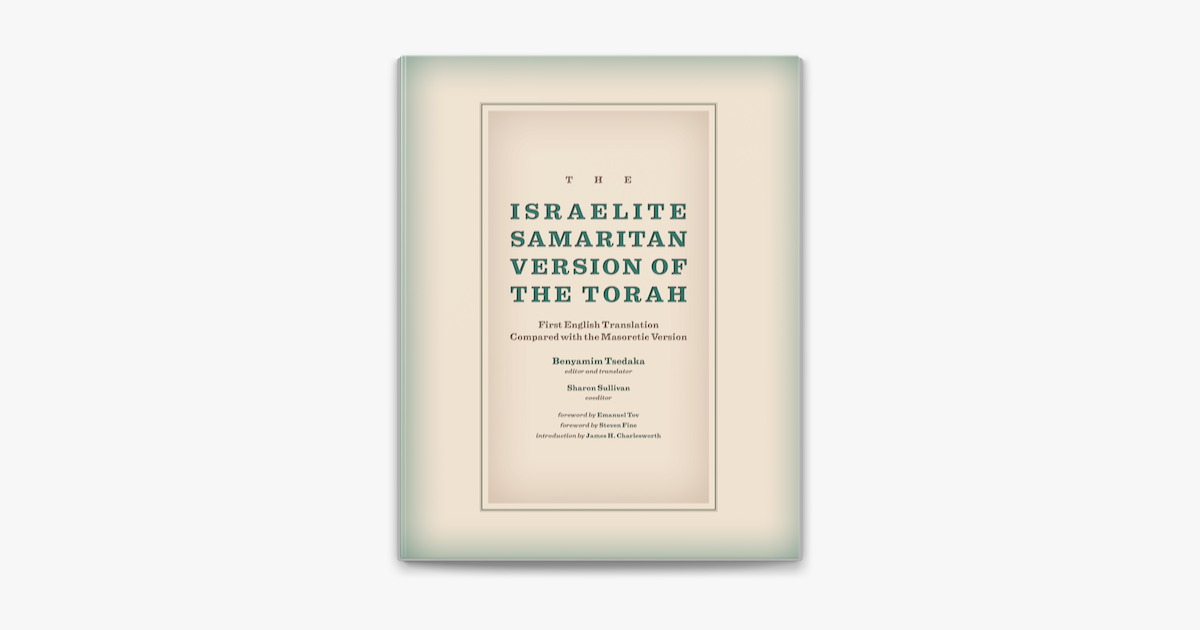 THE
ISRAELITE
SAMARITAN
VERSION OF
THE TORAH
First English Translation
Compared with the Masoretic Version
Benyamim Tsedaka
editor and translator
Sharon Sullivan
coeditor
foreword by Emanuel Tov
foreword by Steven Fine
introduction by James H. Charlesworth